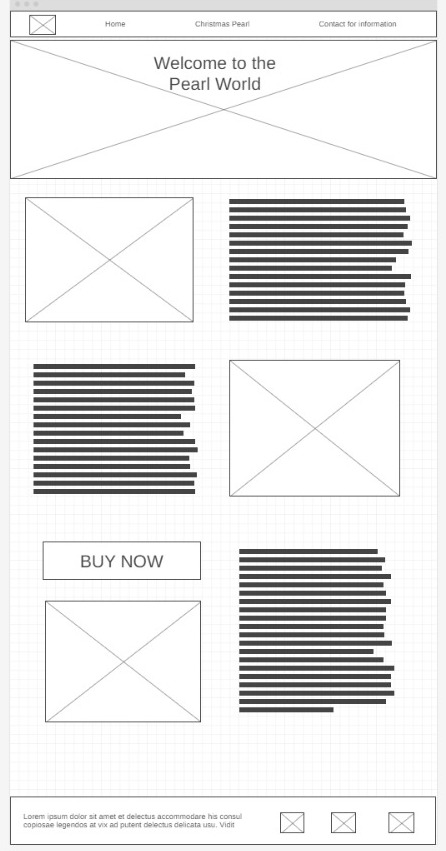 Home
Christmas Pearl
Contact for information
Welcome to the
Pearl World
BUY NOW
Lorem ipsum dolor sit amet et delectus accommodare his consul
copiosae legendos at vix ad putent delectus delicata usu. Vidit